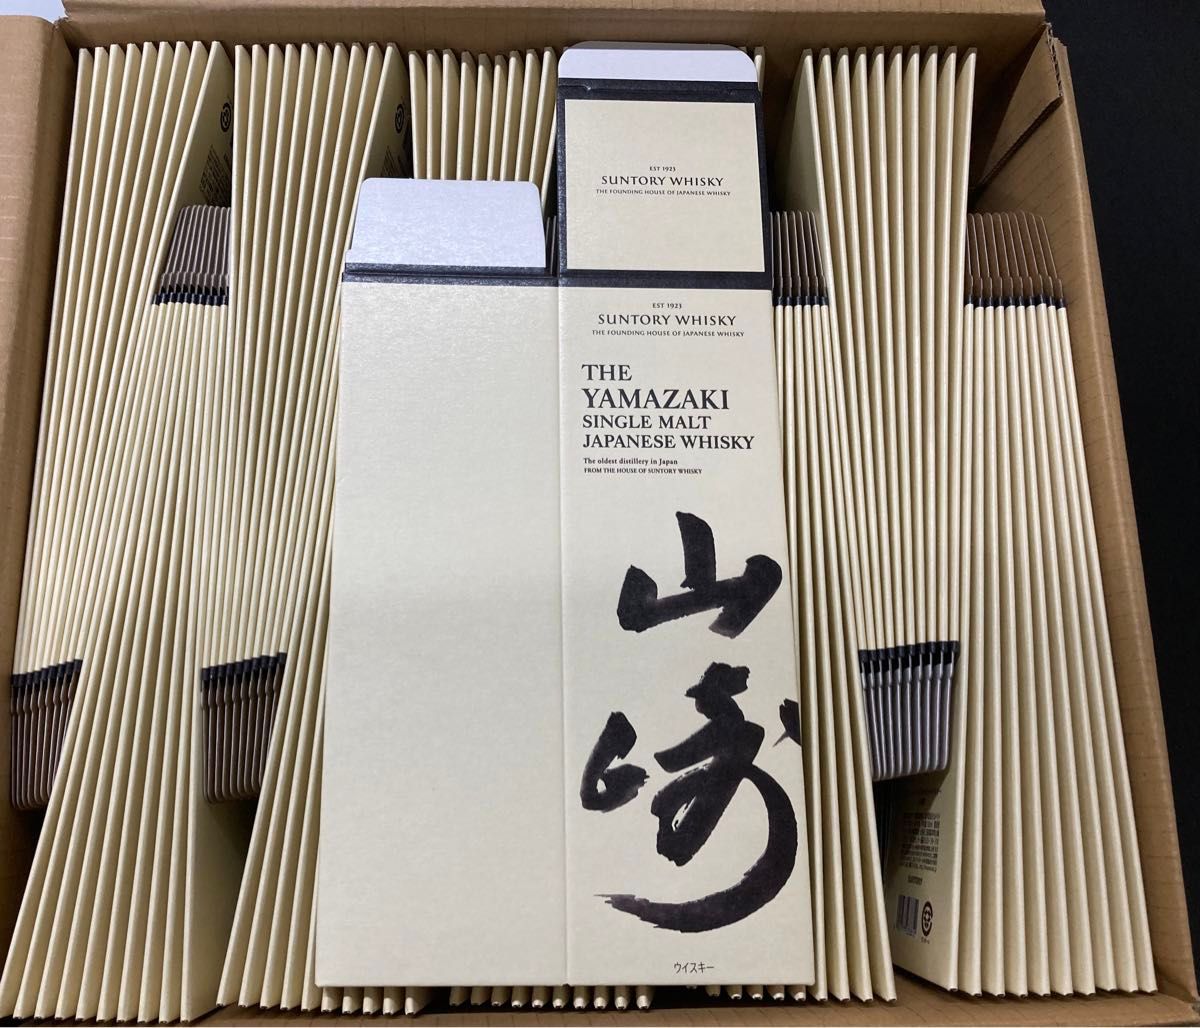 EST 1923
SUNTORY WHISKY
THE FOUNDING HOUSE OF JAPANESE WHISKY
EST 1923
SUNTORY WHISKY
THE FOUNDING HOUSE OF JAPANESE WHISKY
THE
YAMAZAKI
SINGLE MALT
JAPANESE WHISKY
The oldest distillery in Japan
FROM THE HOUSE OF SUNTORY WHISKY
山
崎
ウイスキー